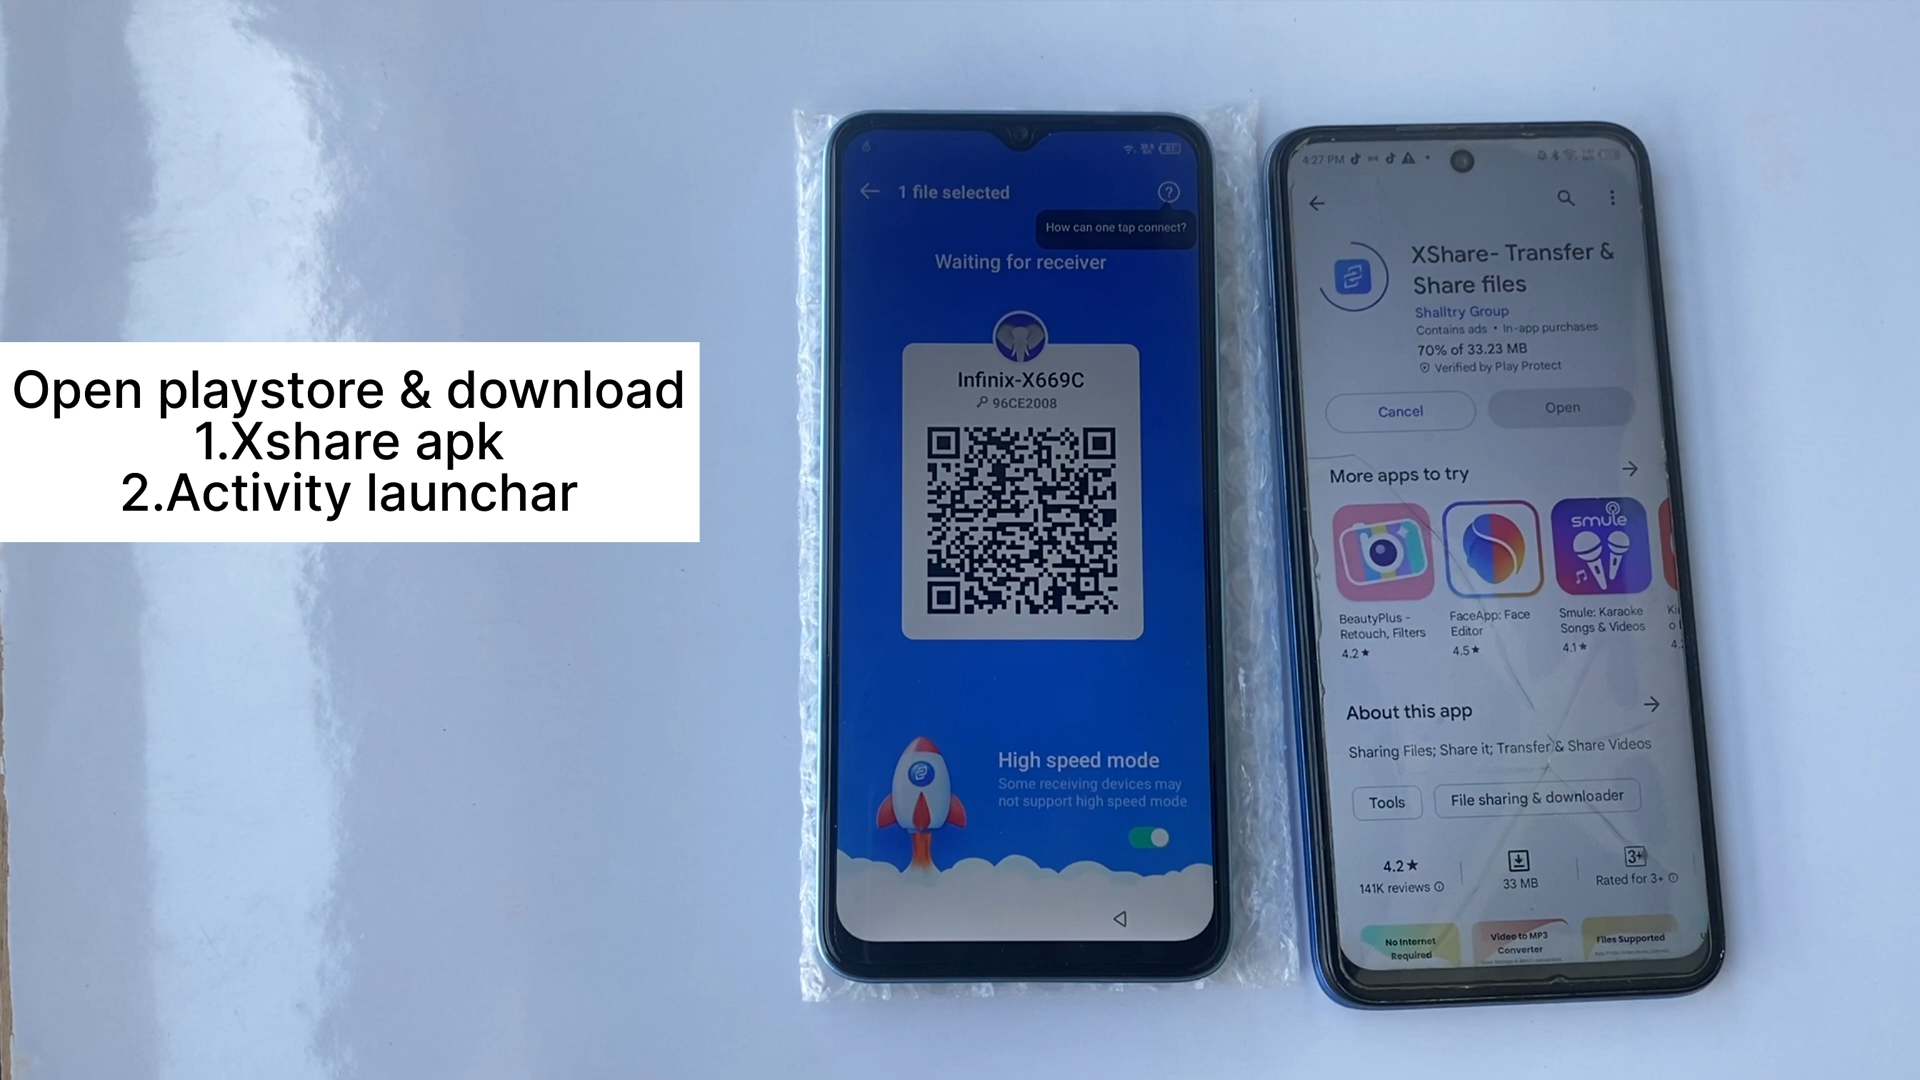 Open playstore & download
1.Xshare apk
2.Activity launchar
1 file selected
?
How can one tap connect?
Waiting for receiver
Infinix-X669C
96CE2008
High speed mode
Some receiving devices may
not support high speed mode
4:27 PM
XShare- Transfer &
Share files
Shalltry Group
Contains ads • In-app purchases
70% of 33.23 MB
Verified by Play Protect
Cancel
Open
More apps to try
smule
BeautyPlus -
Retouch, Filters
4.2★
FaceApp: Face
Editor
4.5★
Smule: Karaoke
Songs & Videos
4.1★
About this app
Sharing Files; Share it; Transfer & Share Videos
Tools
File sharing & downloader
4.2★
141K reviews
33 MB
3+
Rated for 3+
No Internet
Required
Video to MP3
Converter
Files Supported